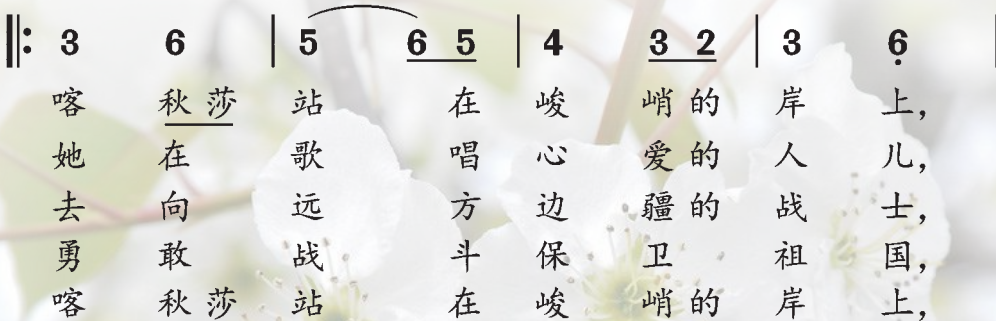 ‖: 3 6 | 5 6 5 | 4 3 2 | 3 6̣ |
喀 秋 莎 站 在 峻 峭 的 岸 上,
她 在 歌 唱 心 爱 的 人 儿,
去 向 远 方 边 疆 的 战 士,
勇 敢 战 斗 保 卫 祖 国,
喀 秋 莎 站 在 峻 峭 的 岸 上,